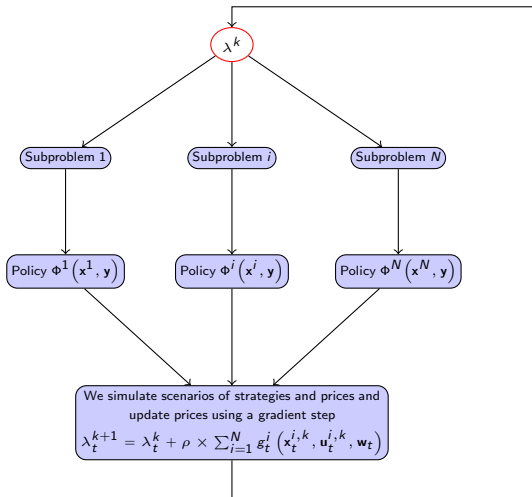 λ^k
Subproblem 1 Subproblem i Subproblem N
Policy Φ^1(x^1, y) Policy Φ^i(x^i, y) Policy Φ^N(x^N, y)
We simulate scenarios of strategies and prices and
update prices using a gradient step
λ_t^{k+1} = λ_t^k + ρ × ∑_{i=1}^N g_t^i (x_t^{i,k}, u_t^{i,k}, w_t)